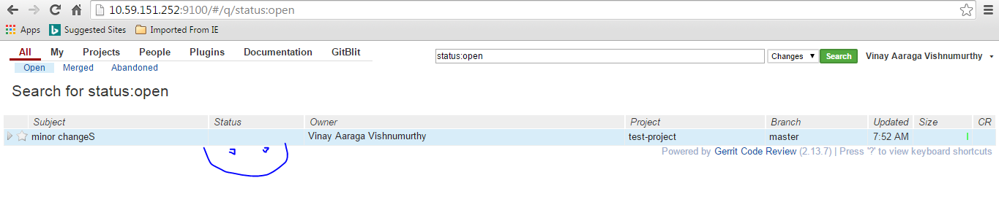 10.59.151.252:9100/#/q/status:open
Apps Suggested Sites Imported From IE
All My Projects People Plugins Documentation GitBlit
status:open Changes Search Vinay Aaraga Vishnumurthy
Open Merged Abandoned
Search for status:open
Subject Status Owner Project Branch Updated Size CR
minor changeS Vinay Aaraga Vishnumurthy test-project master 7:52 AM
Powered by Gerrit Code Review (2.13.7) | Press '?' to view keyboard shortcuts